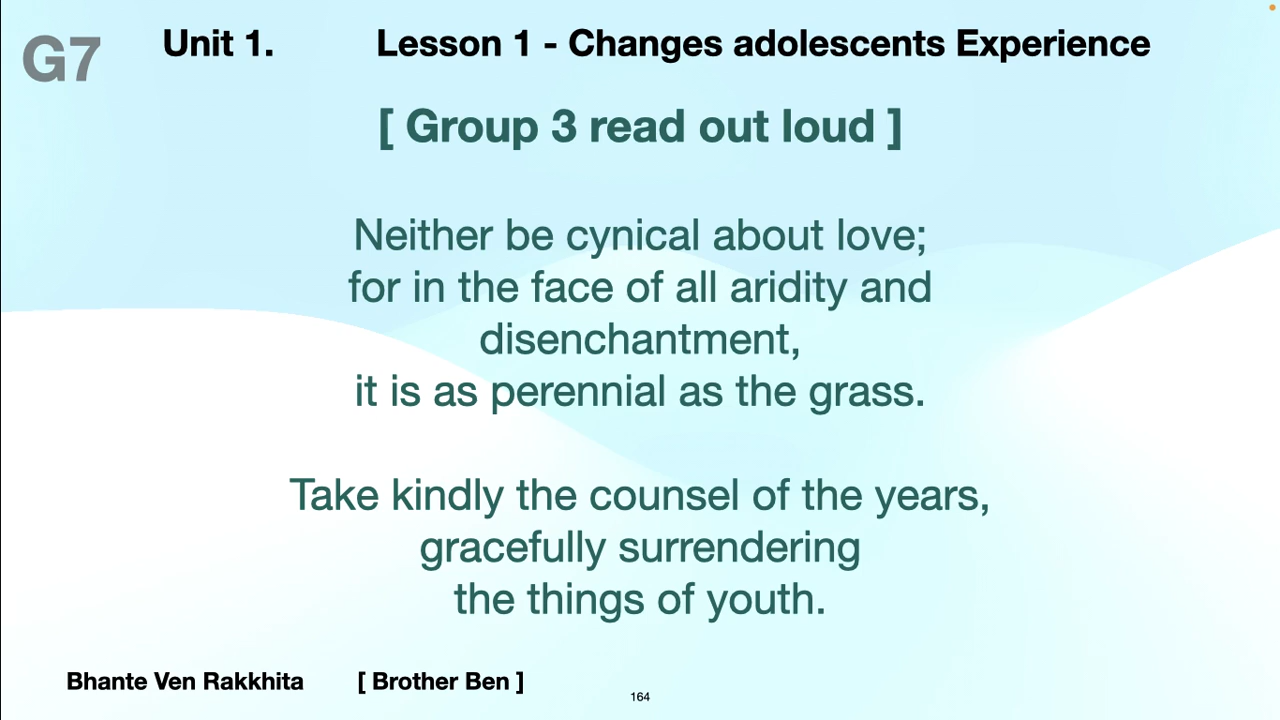 G7
Unit 1. Lesson 1 - Changes adolescents Experience
[ Group 3 read out loud ]
Neither be cynical about love;
for in the face of all aridity and
disenchantment,
it is as perennial as the grass.
Take kindly the counsel of the years,
gracefully surrendering
the things of youth.
Bhante Ven Rakkhita [ Brother Ben ]
164